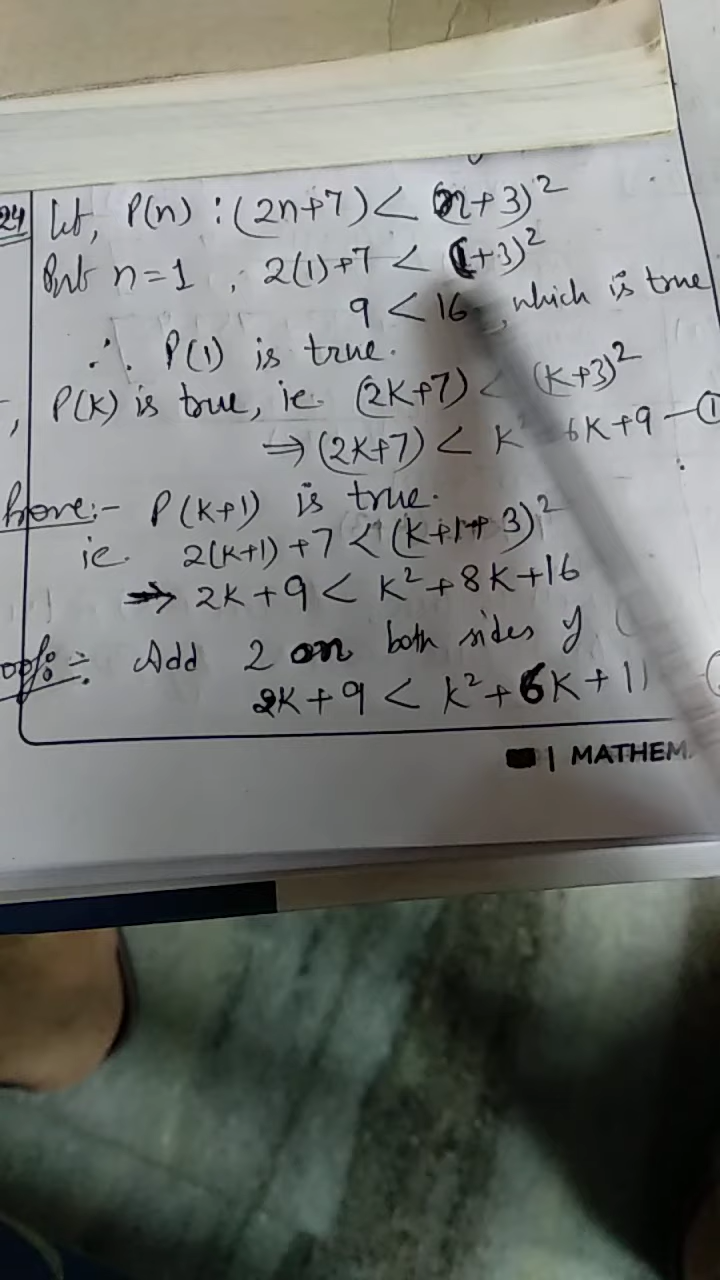 24 Let, P(n) : (2n+7) < (n+3)²
Put n=1, 2(1)+7 < (1+3)²
9 < 16, which is true
∴ P(1) is true.
, P(K) is true, ie. (2K+7) < (K+3)²
⇒ (2K+7) < K² 6K+9 — ①
Prove:- P(K+1) is true.
ie. 2(K+1)+7 < (K+1+3)²
⇒ 2K+9 < K²+8K+16
Add 2 on both sides of
2K+9 < K²+6K+11
1 MATHEM